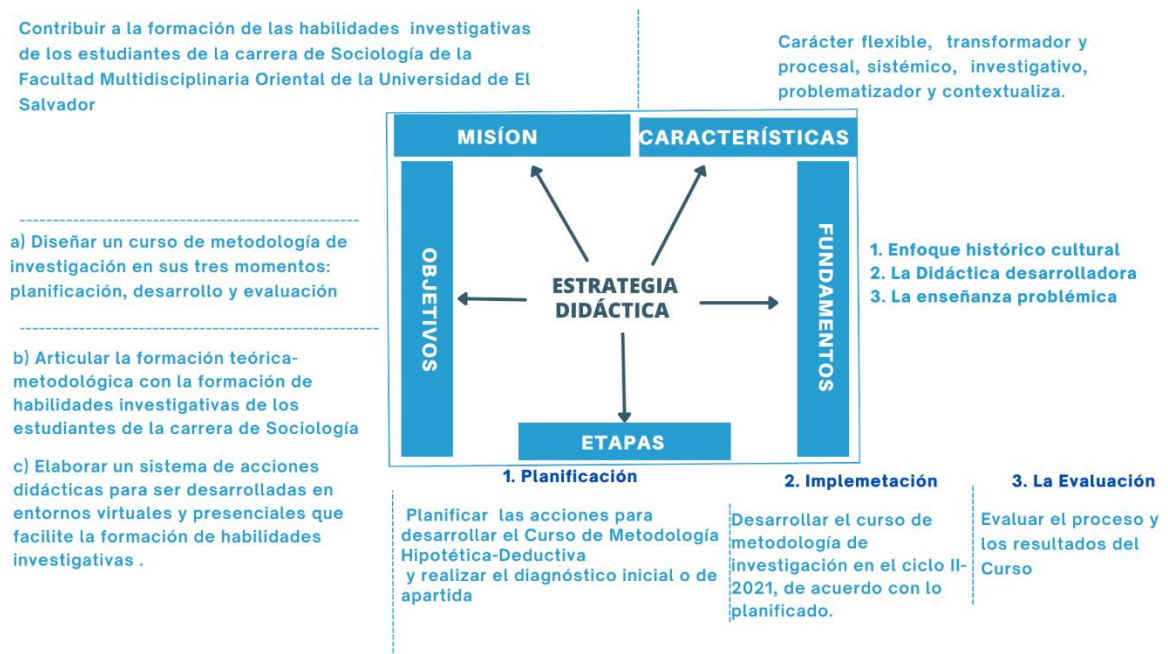 Contribuir a la formación de las habilidades investigativas
de los estudiantes de la carrera de Sociología de la
Facultad Multidisciplinaria Oriental de la Universidad de El
Salvador
Carácter flexible, transformador y
procesal, sistémico, investigativo,
problematizador y contextualiza.
MISÍON
CARACTERÍSTICAS
OBJETIVOS
ESTRATEGIA
DIDÁCTICA
FUNDAMENTOS
ETAPAS
a) Diseñar un curso de metodología de
investigación en sus tres momentos:
planificación, desarrollo y evaluación
b) Articular la formación teórica-
metodológica con la formación de
habilidades investigativas de los
estudiantes de la carrera de Sociología
c) Elaborar un sistema de acciones
didácticas para ser desarrolladas en
entornos virtuales y presenciales que
facilite la formación de habilidades
investigativas .
1. Enfoque histórico cultural
2. La Didáctica desarrolladora
3. La enseñanza problémica
1. Planificación
Planificar las acciones para
desarrollar el Curso de Metodología
Hipotética-Deductiva
y realizar el diagnóstico inicial o de
apartida
2. Implemetación
Desarrollar el curso de
metodología de
investigación en el ciclo II-
2021, de acuerdo con lo
planificado.
3. La Evaluación
Evaluar el proceso y
los resultados del
Curso